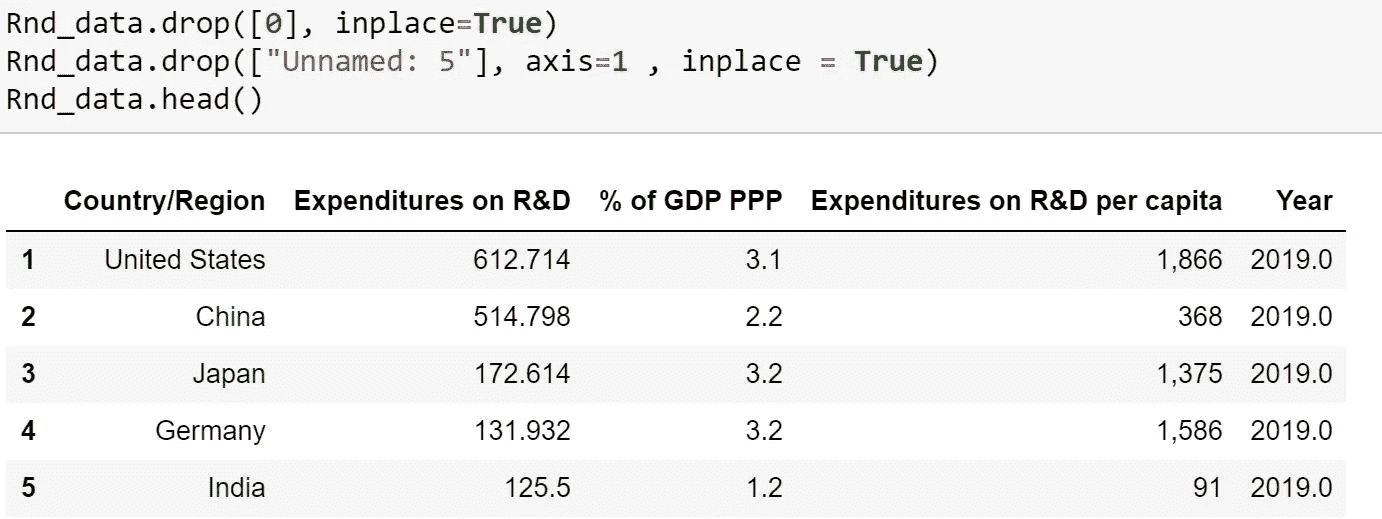 Rnd_data.drop([0], inplace=True)
Rnd_data.drop(["Unnamed: 5"], axis=1 , inplace = True)
Rnd_data.head()
Country/Region Expenditures on R&D % of GDP PPP Expenditures on R&D per capita Year
1 United States 612.714 3.1 1,866 2019.0
2 China 514.798 2.2 368 2019.0
3 Japan 172.614 3.2 1,375 2019.0
4 Germany 131.932 3.2 1,586 2019.0
5 India 125.5 1.2 91 2019.0